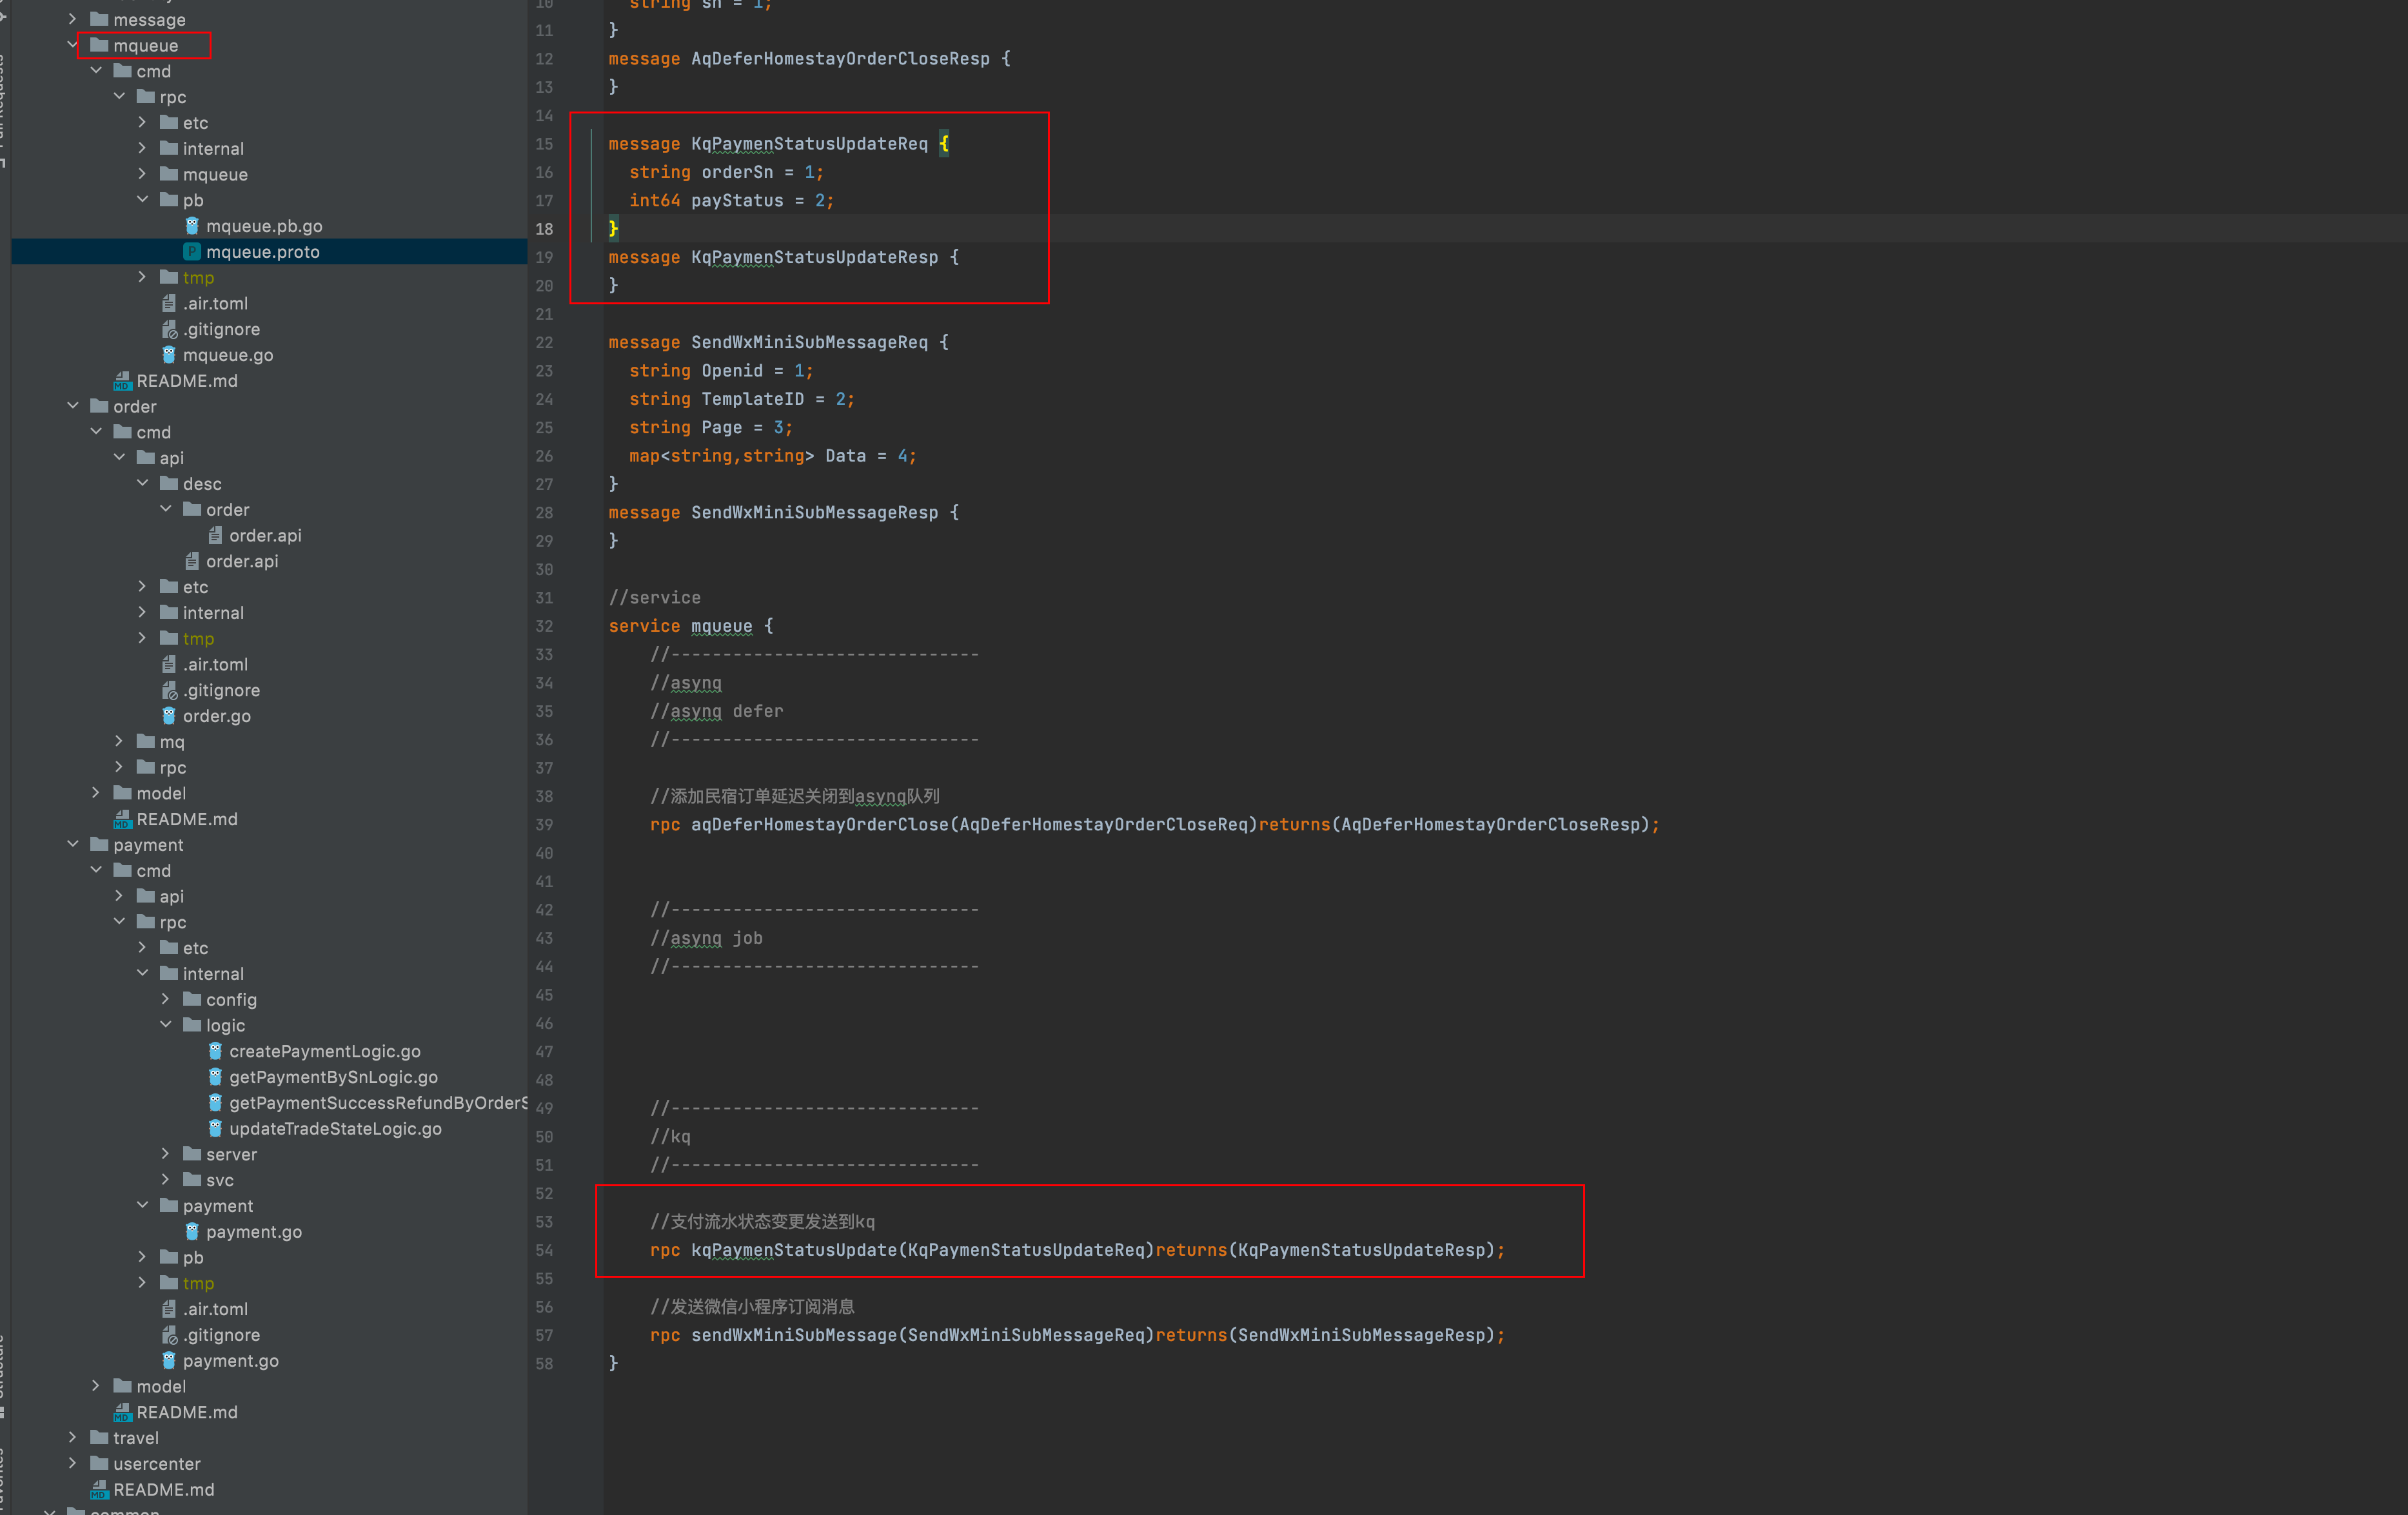 message
mqueue
cmd
rpc
etc
internal
mqueue
pb
mqueue.pb.go
mqueue.proto
tmp
.air.toml
.gitignore
mqueue.go
README.md
order
cmd
api
desc
order
order.api
order.api
etc
internal
tmp
.air.toml
.gitignore
order.go
mq
rpc
model
README.md
payment
cmd
api
rpc
etc
internal
config
logic
createPaymentLogic.go
getPaymentBySnLogic.go
getPaymentSuccessRefundByOrderS
updateTradeStateLogic.go
server
svc
payment
payment.go
pb
tmp
.air.toml
.gitignore
payment.go
model
README.md
travel
usercenter
README.md
common
10 string sn = 1;
11 }
12 message AqDeferHomestayOrderCloseResp {
13 }
14
15 message KqPaymenStatusUpdateReq {
16 string orderSn = 1;
17 int64 payStatus = 2;
18 }
19 message KqPaymenStatusUpdateResp {
20 }
21
22 message SendWxMiniSubMessageReq {
23 string Openid = 1;
24 string TemplateID = 2;
25 string Page = 3;
26 map<string,string> Data = 4;
27 }
28 message SendWxMiniSubMessageResp {
29 }
30
31 //service
32 service mqueue {
33 //------------------------------
34 //asynq
35 //asynq defer
36 //------------------------------
37
38 //添加民宿订单延迟关闭到asynq队列
39 rpc aqDeferHomestayOrderClose(AqDeferHomestayOrderCloseReq)returns(AqDeferHomestayOrderCloseResp);
40
41
42 //------------------------------
43 //asynq job
44 //------------------------------
45
46
47
48
49 //------------------------------
50 //kq
51 //------------------------------
52
53 //支付流水状态变更发送到kq
54 rpc kqPaymenStatusUpdate(KqPaymenStatusUpdateReq)returns(KqPaymenStatusUpdateResp);
55
56 //发送微信小程序订阅消息
57 rpc sendWxMiniSubMessage(SendWxMiniSubMessageReq)returns(SendWxMiniSubMessageResp);
58 }